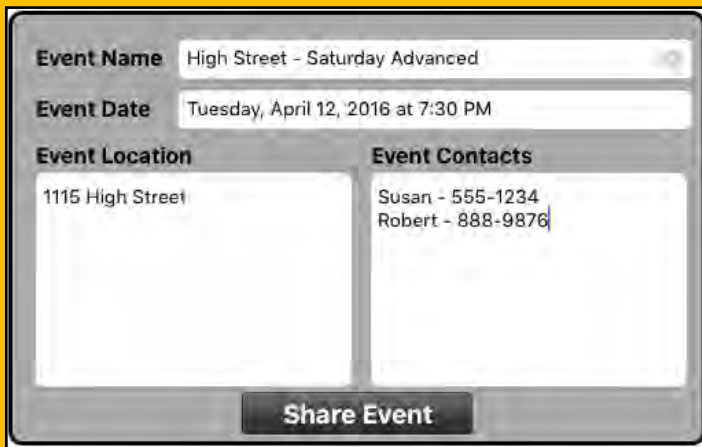 Event Name High Street - Saturday Advanced
Event Date Tuesday, April 12, 2016 at 7:30 PM
Event Location
1115 High Street
Event Contacts
Susan - 555-1234
Robert - 888-9876
Share Event